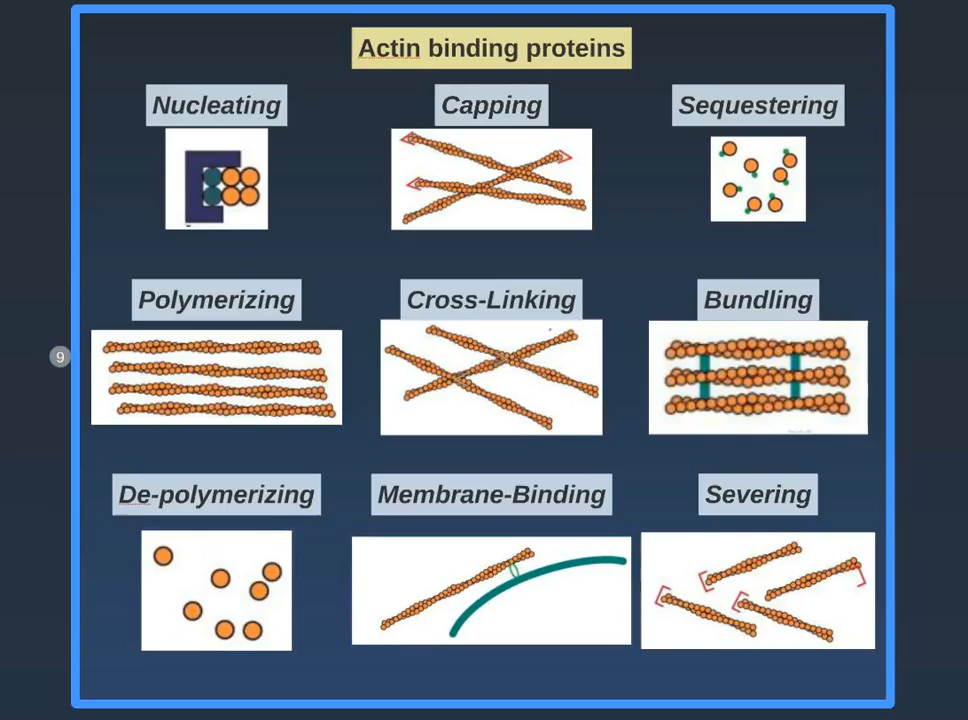 Actin binding proteins
Nucleating
Capping
Sequestering
Polymerizing
Cross-Linking
Bundling
9
De-polymerizing
Membrane-Binding
Severing